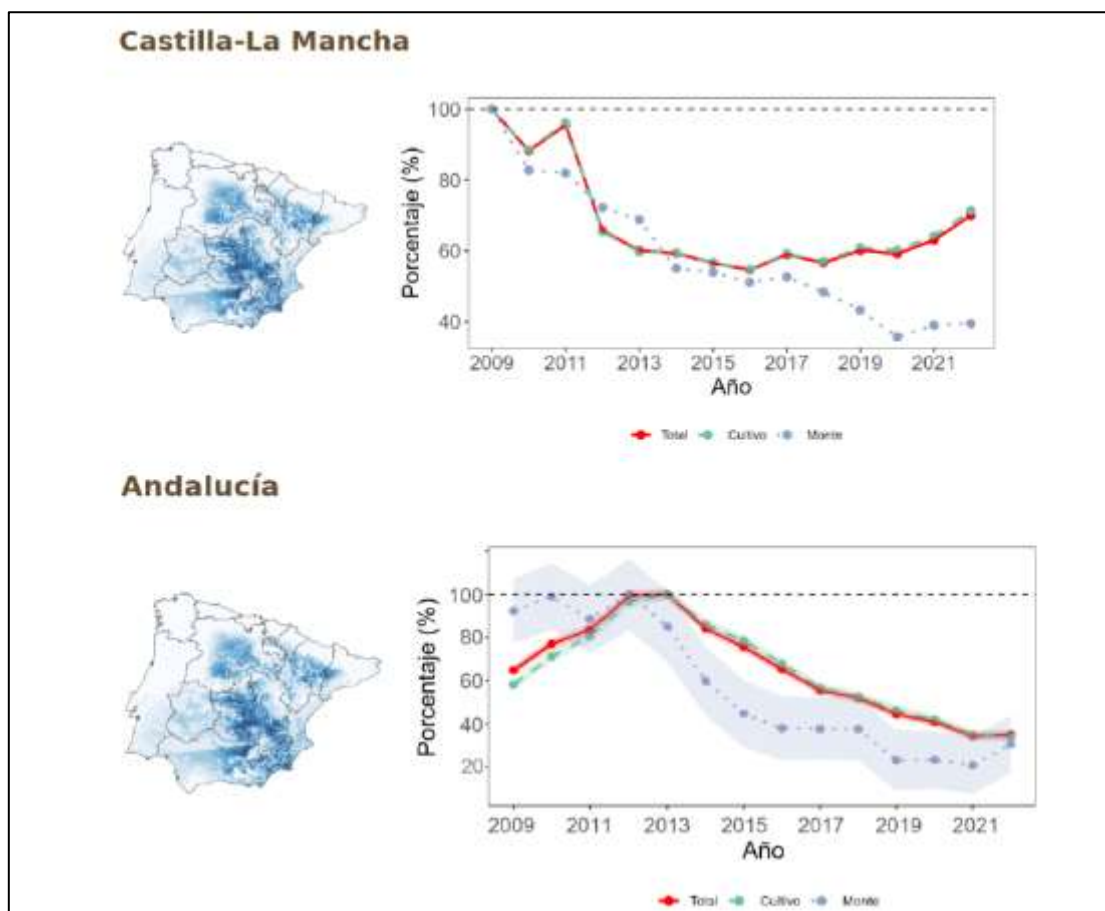 Castilla-La Mancha
Porcentaje (%)
100
80
60
40
2009 2011 2013 2015 2017 2019 2021
Año
Total Cultivo Monte
Andalucía
Porcentaje (%)
100
80
60
40
20
2009 2011 2013 2015 2017 2019 2021
Año
Total Cultivo Monte